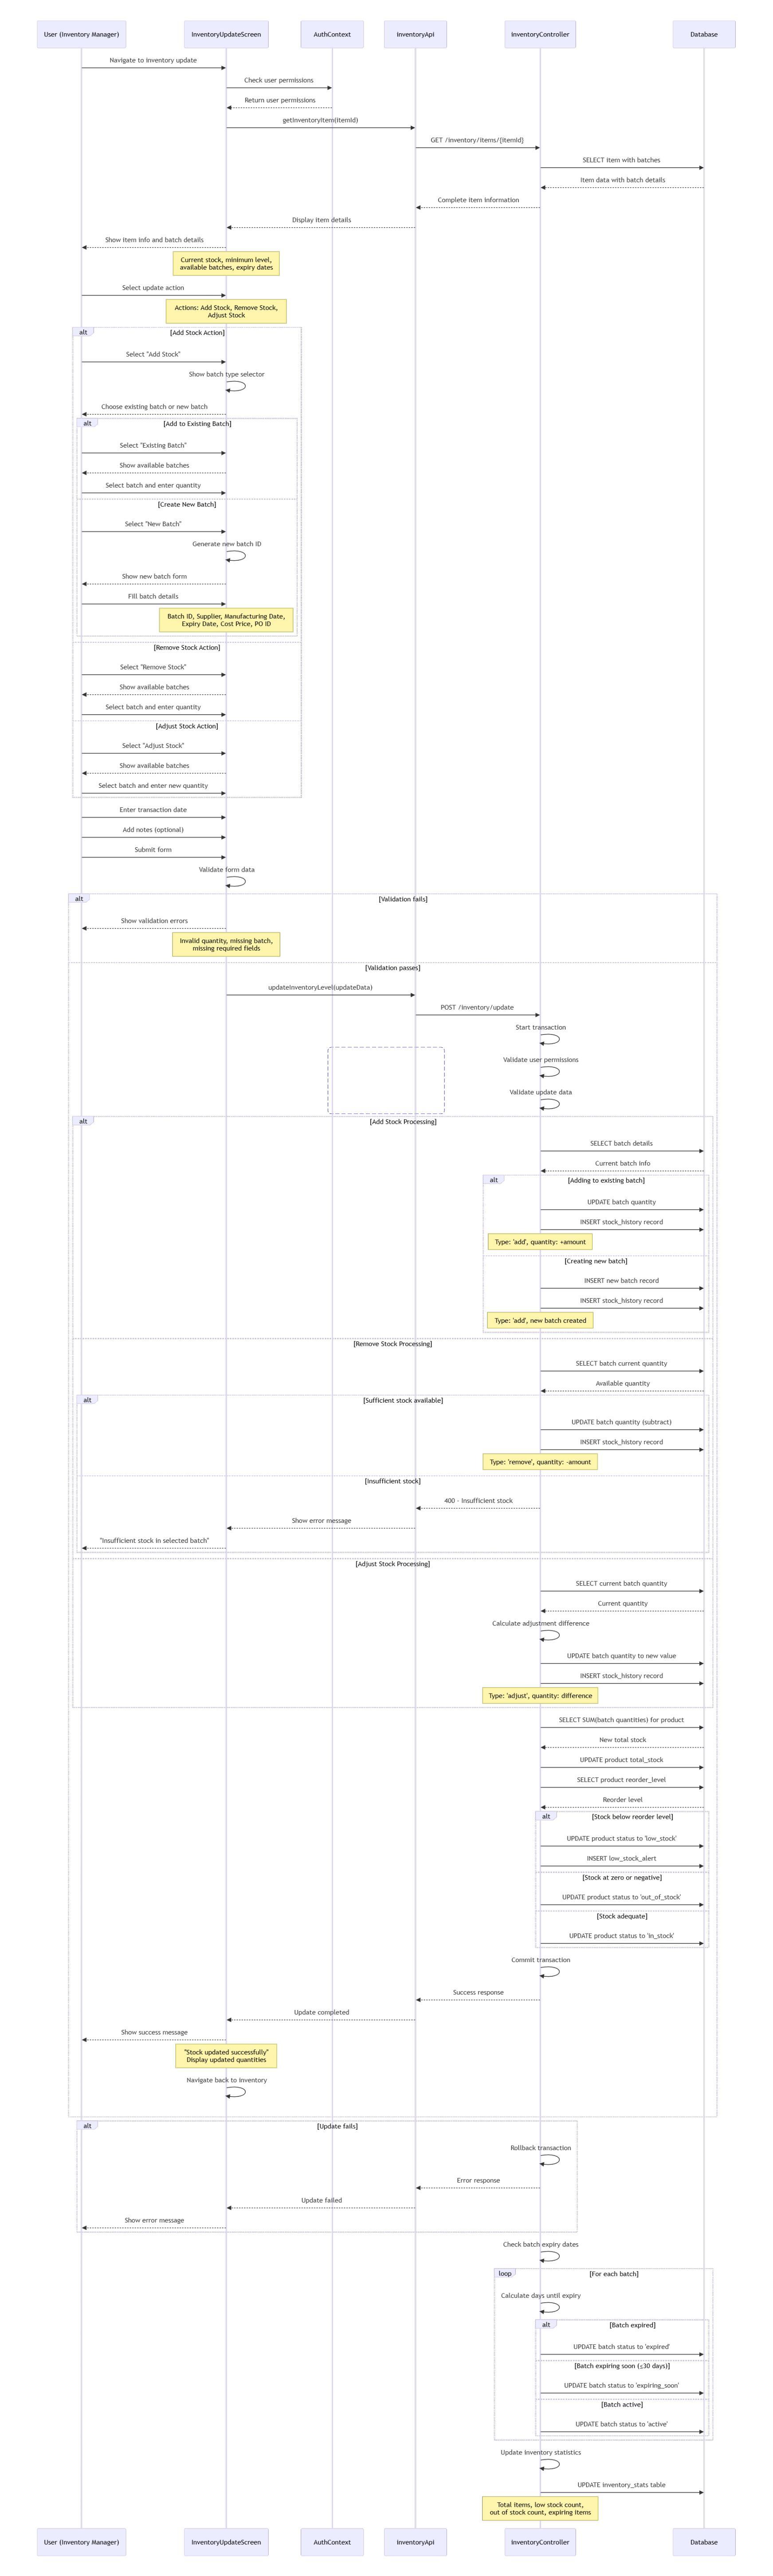 User (Inventory Manager)
InventoryUpdateScreen
AuthContext
InventoryApi
InventoryController
Database
Navigate to inventory update
Check user permissions
Return user permissions
getInventoryItem(itemId)
GET /inventory/items/{itemId}
SELECT item with batches
Item data with batch details
Complete item information
Display item details
Show item info and batch details
Current stock, minimum level,
available batches, expiry dates
Select update action
Actions: Add Stock, Remove Stock,
Adjust Stock
alt
[Add Stock Action]
Select "Add Stock"
Show batch type selector
Choose existing batch or new batch
alt
[Add to Existing Batch]
Select "Existing Batch"
Show available batches
Select batch and enter quantity
[Create New Batch]
Select "New Batch"
Generate new batch ID
Show new batch form
Fill batch details
Batch ID, Supplier, Manufacturing Date,
Expiry Date, Cost Price, PO ID
[Remove Stock Action]
Select "Remove Stock"
Show available batches
Select batch and enter quantity
[Adjust Stock Action]
Select "Adjust Stock"
Show available batches
Select batch and enter new quantity
Enter transaction date
Add notes (optional)
Submit form
Validate form data
alt
[Validation fails]
Show validation errors
Invalid quantity, missing batch,
missing required fields
[Validation passes]
updateInventoryLevel(updateData)
POST /inventory/update
Start transaction
Validate user permissions
Validate update data
alt
[Add Stock Processing]
SELECT batch details
Current batch info
alt
[Adding to existing batch]
UPDATE batch quantity
INSERT stock_history record
Type: 'add', quantity: +amount
[Creating new batch]
INSERT new batch record
INSERT stock_history record
Type: 'add', new batch created
[Remove Stock Processing]
SELECT batch current quantity
Available quantity
alt
[Sufficient stock available]
UPDATE batch quantity (subtract)
INSERT stock_history record
Type: 'remove', quantity: -amount
[Insufficient stock]
400 - Insufficient stock
Show error message
"Insufficient stock in selected batch"
[Adjust Stock Processing]
SELECT current batch quantity
Current quantity
Calculate adjustment difference
UPDATE batch quantity to new value
INSERT stock_history record
Type: 'adjust', quantity: difference
SELECT SUM(batch quantities) for product
New total stock
UPDATE product total_stock
SELECT product reorder_level
Reorder level
alt
[Stock below reorder level]
UPDATE product status to 'low_stock'
INSERT low_stock_alert
[Stock at zero or negative]
UPDATE product status to 'out_of_stock'
[Stock adequate]
UPDATE product status to 'in_stock'
Commit transaction
Success response
Update completed
Show success message
"Stock updated successfully"
Display updated quantities
Navigate back to inventory
alt
[Update fails]
Rollback transaction
Error response
Update failed
Show error message
Check batch expiry dates
loop
[For each batch]
Calculate days until expiry
alt
[Batch expired]
UPDATE batch status to 'expired'
[Batch expiring soon (≤30 days)]
UPDATE batch status to 'expiring_soon'
[Batch active]
UPDATE batch status to 'active'
Update inventory statistics
UPDATE inventory_stats table
Total items, low stock count,
out of stock count, expiring items
User (Inventory Manager)
InventoryUpdateScreen
AuthContext
InventoryApi
InventoryController
Database